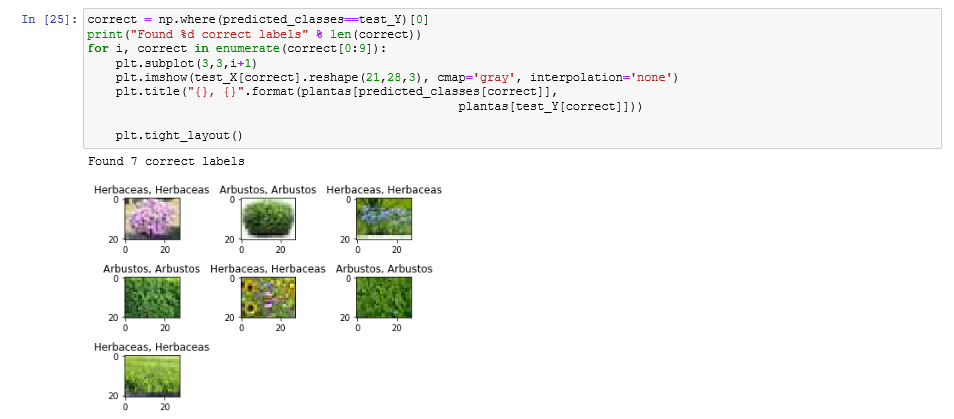 In [25]: correct = np.where(predicted_classes==test_Y)[0]
print("Found %d correct labels" % len(correct))
for i, correct in enumerate(correct[0:9]):
    plt.subplot(3,3,i+1)
    plt.imshow(test_X[correct].reshape(21,28,3), cmap='gray', interpolation='none')
    plt.title("{}, {}".format(plantas[predicted_classes[correct]],
                                                    plantas[test_Y[correct]]))
    plt.tight_layout()
Found 7 correct labels
Herbaceas, Herbaceas Arbustos, Arbustos Herbaceas, Herbaceas
0 0 0
20 20 20
0 20 0 20 0 20
Arbustos, Arbustos Herbaceas, Herbaceas Arbustos, Arbustos
0 0 0
20 20 20
0 20 0 20 0 20
Herbaceas, Herbaceas
0
20
0 20